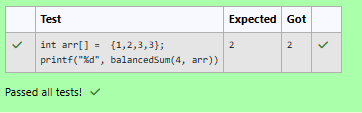 Test Expected Got
int arr[] =  {1,2,3,3}; 2 2
printf("%d", balancedSum(4, arr))
Passed all tests!